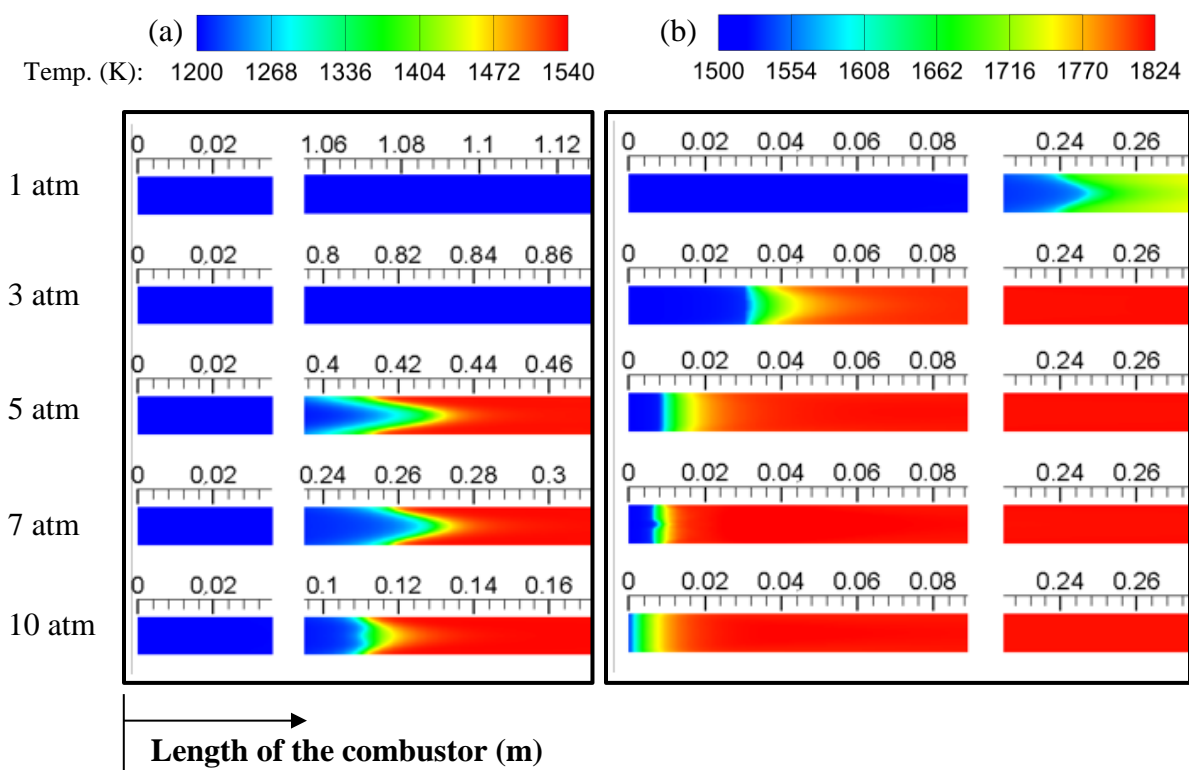 (a)
(b)
Temp. (K): 1200 1268 1336 1404 1472 1540
1500 1554 1608 1662 1716 1770 1824
0 0.02 1.06 1.08 1.1 1.12
0 0.02 0.04 0.06 0.08 0.24 0.26
1 atm
0 0.02 0.8 0.82 0.84 0.86
0 0.02 0.04 0.06 0.08 0.24 0.26
3 atm
0 0.02 0.4 0.42 0.44 0.46
0 0.02 0.04 0.06 0.08 0.24 0.26
5 atm
0 0.02 0.24 0.26 0.28 0.3
0 0.02 0.04 0.06 0.08 0.24 0.26
7 atm
0 0.02 0.1 0.12 0.14 0.16
0 0.02 0.04 0.06 0.08 0.24 0.26
10 atm
Length of the combustor (m)